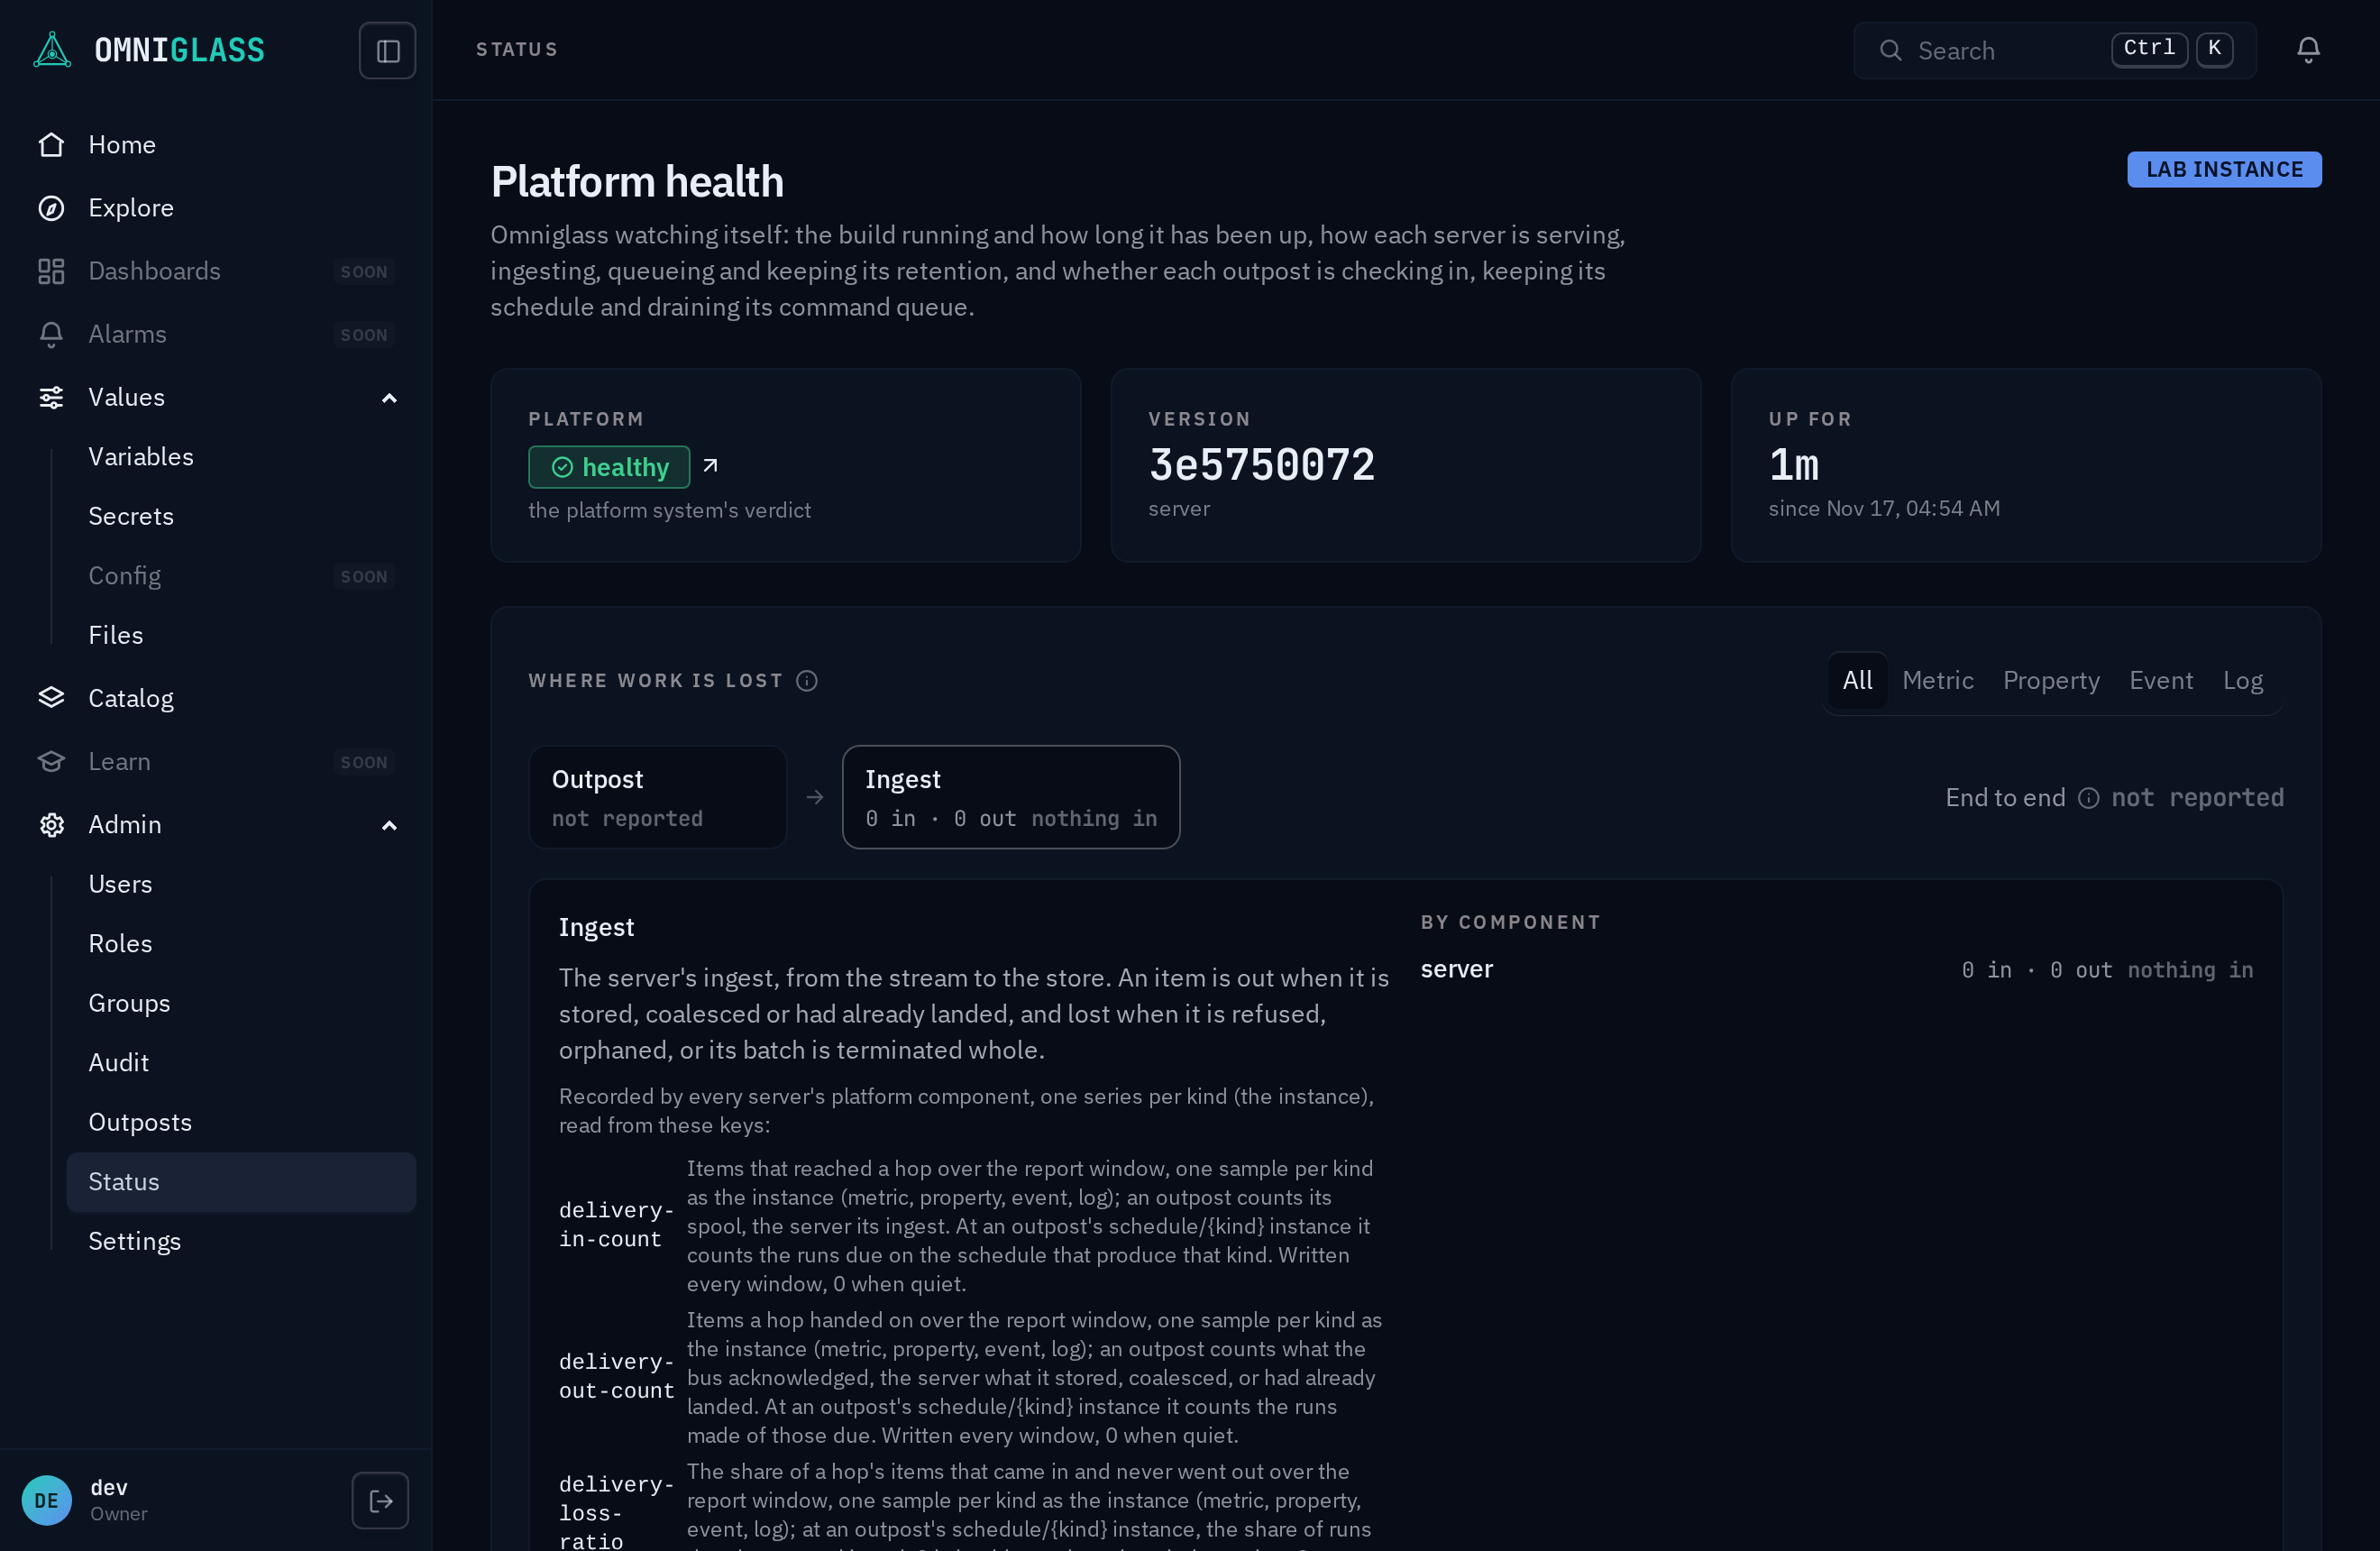 OMNIGLASS
STATUS
Search Ctrl K
Home
Explore
Dashboards SOON
Alarms SOON
Values
Variables
Secrets
Config SOON
Files
Catalog
Learn SOON
Admin
Users
Roles
Groups
Audit
Outposts
Status
Settings
DE dev
Owner
Platform health
LAB INSTANCE
Omniglass watching itself: the build running and how long it has been up, how each server is serving,
ingesting, queueing and keeping its retention, and whether each outpost is checking in, keeping its
schedule and draining its command queue.
PLATFORM
healthy
the platform system's verdict
VERSION
3e5750072
server
UP FOR
1m
since Nov 17, 04:54 AM
WHERE WORK IS LOST
All Metric Property Event Log
Outpost
not reported
Ingest
0 in · 0 out nothing in
End to end not reported
Ingest
The server's ingest, from the stream to the store. An item is out when it is
stored, coalesced or had already landed, and lost when it is refused,
orphaned, or its batch is terminated whole.
Recorded by every server's platform component, one series per kind (the instance),
read from these keys:
delivery-
in-count
Items that reached a hop over the report window, one sample per kind
as the instance (metric, property, event, log); an outpost counts its
spool, the server its ingest. At an outpost's schedule/{kind} instance it
counts the runs due on the schedule that produce that kind. Written
every window, 0 when quiet.
delivery-
out-count
Items a hop handed on over the report window, one sample per kind as
the instance (metric, property, event, log); an outpost counts what the
bus acknowledged, the server what it stored, coalesced, or had already
landed. At an outpost's schedule/{kind} instance it counts the runs
made of those due. Written every window, 0 when quiet.
delivery-
loss-
ratio
The share of a hop's items that came in and never went out over the
report window, one sample per kind as the instance (metric, property,
event, log); at an outpost's schedule/{kind} instance, the share of runs
BY COMPONENT
server 0 in · 0 out nothing in